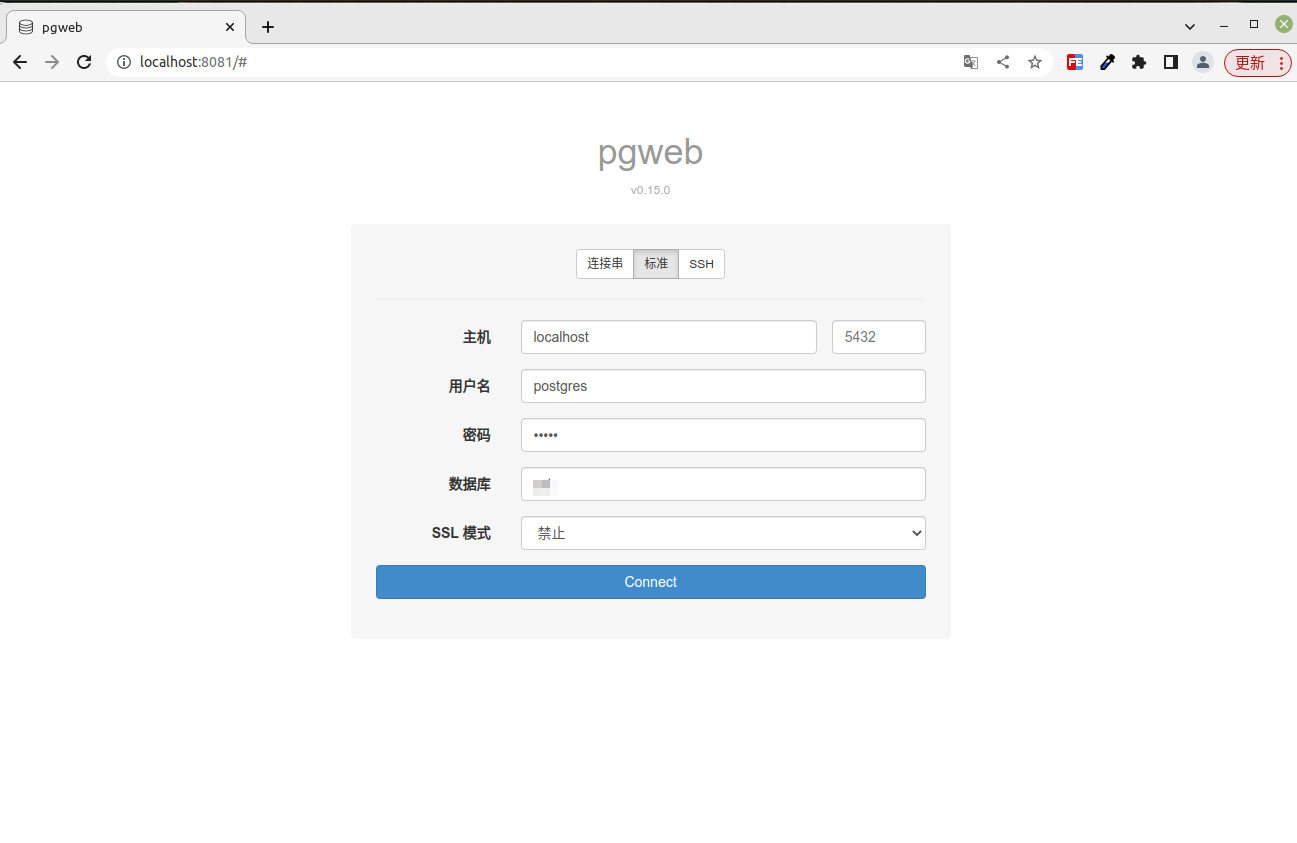 pgweb
localhost:8081/#
更新
pgweb
v0.15.0
连接串 标准 SSH
主机 localhost 5432
用户名 postgres
密码 •••••
数据库
SSL 模式 禁止
Connect